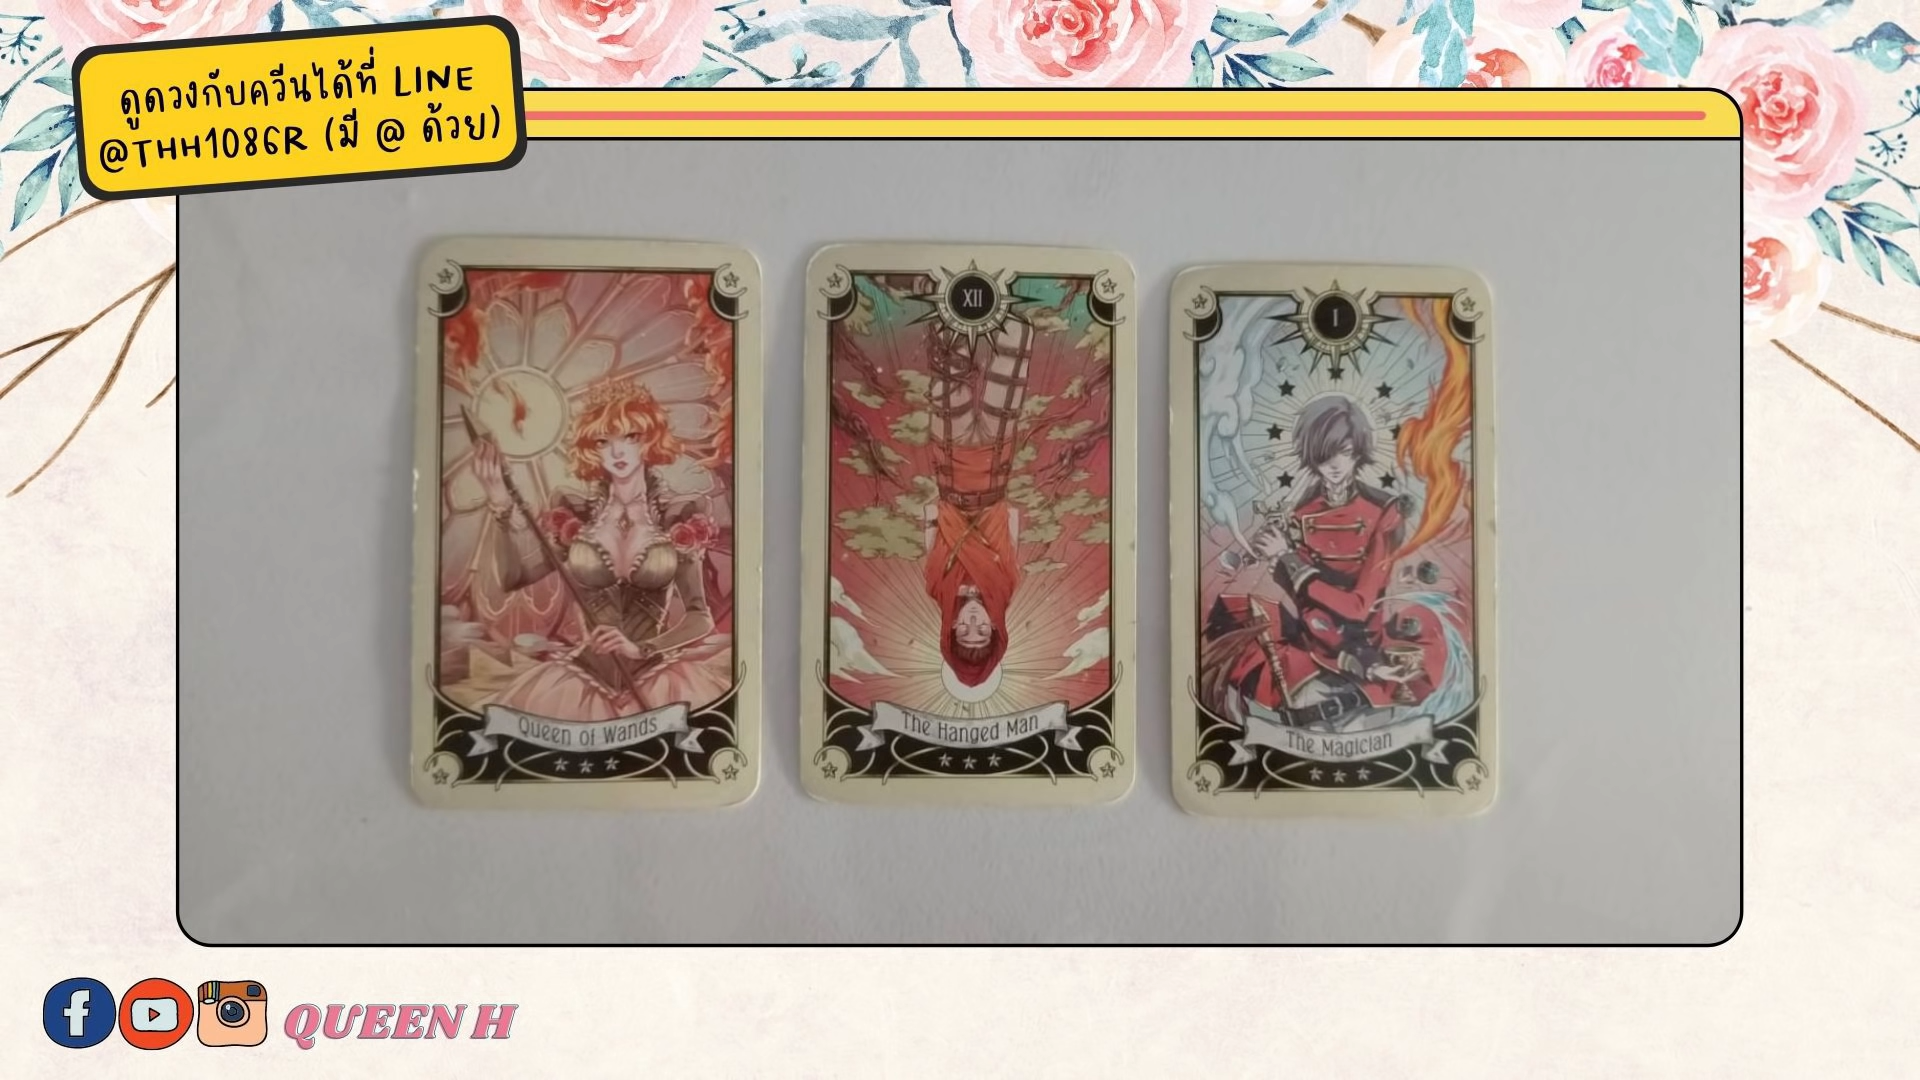 ดูดวงกับควีนได้ที่ LINE
@THH1086R (มี @ ด้วย)
XII
I
Queen of Wands
The Hanged Man
The Magician
QUEEN H